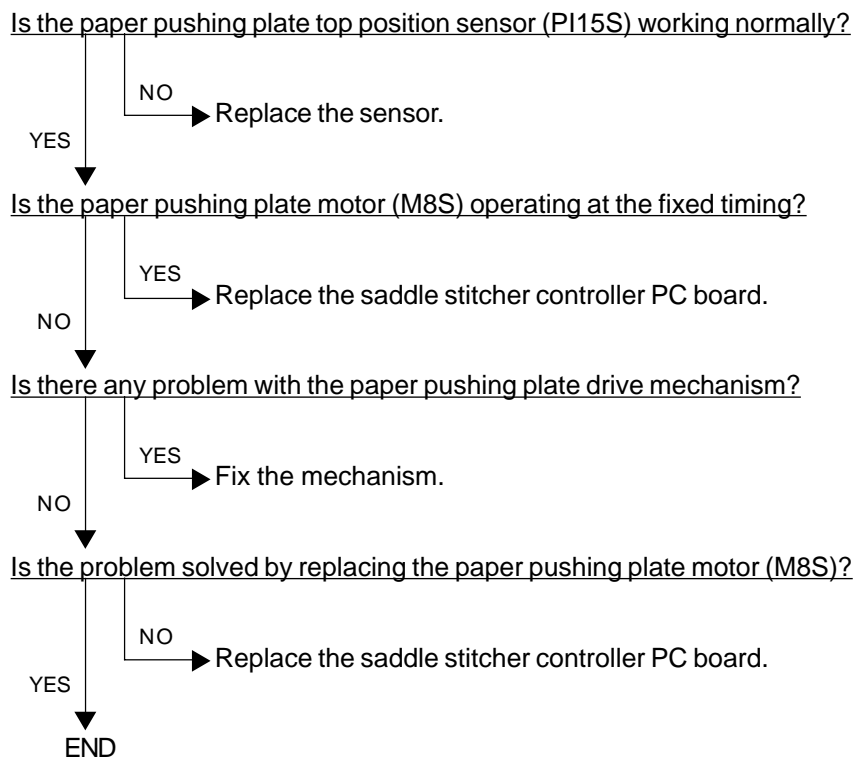 Is the paper pushing plate top position sensor (PI15S) working normally?
NO
Replace the sensor.
YES
Is the paper pushing plate motor (M8S) operating at the fixed timing?
YES
Replace the saddle stitcher controller PC board.
NO
Is there any problem with the paper pushing plate drive mechanism?
YES
Fix the mechanism.
NO
Is the problem solved by replacing the paper pushing plate motor (M8S)?
NO
Replace the saddle stitcher controller PC board.
YES
END